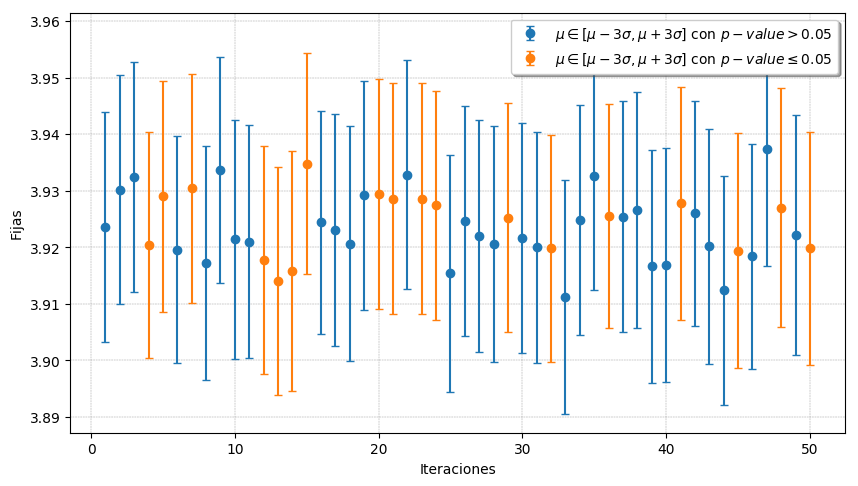 3.96
3.95
3.94
3.93
3.92
3.91
3.90
3.89
Fijas
μ ∈ [μ − 3σ, μ + 3σ] con p − value > 0.05
μ ∈ [μ − 3σ, μ + 3σ] con p − value ≤ 0.05
0 10 20 30 40 50
Iteraciones